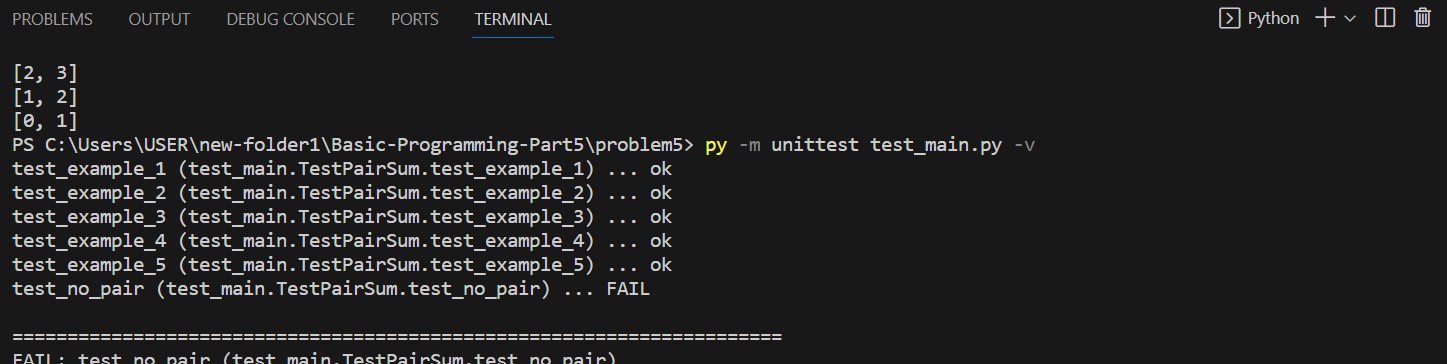 PROBLEMS OUTPUT DEBUG CONSOLE PORTS TERMINAL Python
[2, 3]
[1, 2]
[0, 1]
PS C:\Users\USER\new-folder1\Basic-Programming-Part5\problem5> py -m unittest test_main.py -v
test_example_1 (test_main.TestPairSum.test_example_1) ... ok
test_example_2 (test_main.TestPairSum.test_example_2) ... ok
test_example_3 (test_main.TestPairSum.test_example_3) ... ok
test_example_4 (test_main.TestPairSum.test_example_4) ... ok
test_example_5 (test_main.TestPairSum.test_example_5) ... ok
test_no_pair (test_main.TestPairSum.test_no_pair) ... FAIL
======================================================================
FAIL: test_no_pair (test_main.TestPairSum.test_no_pair)